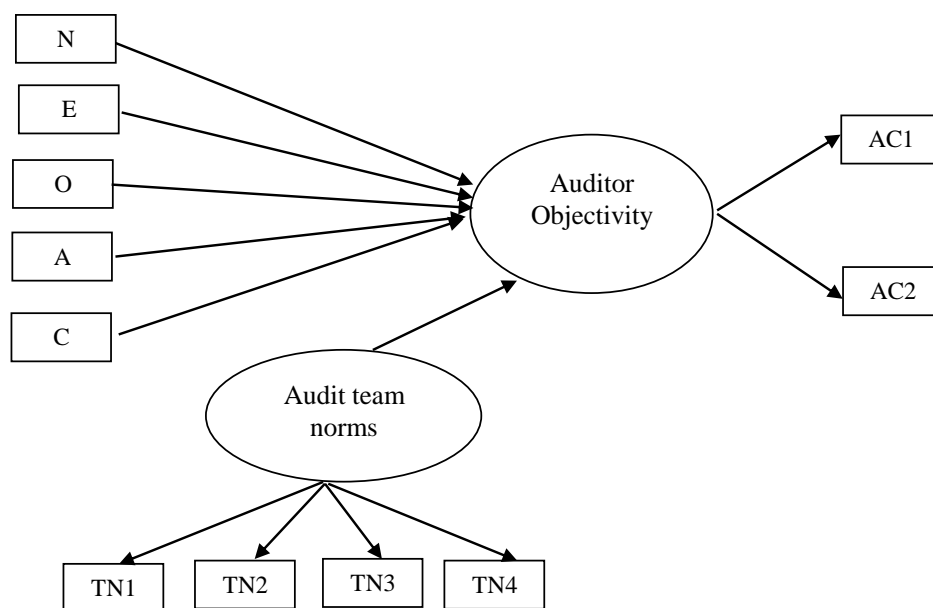 N
E
O
A
C
Auditor
Objectivity
AC1
AC2
Audit team
norms
TN1
TN2
TN3
TN4